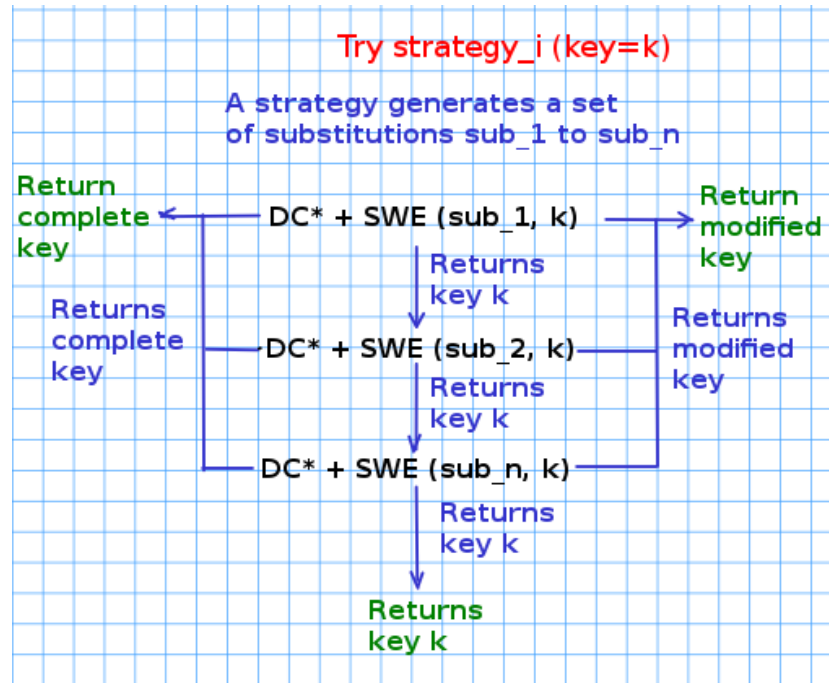 Try strategy_i (key=k)
A strategy generates a set
of substitutions sub_1 to sub_n
Return
complete
key
DC* + SWE (sub_1, k)
Return
modified
key
Returns
key k
Returns
complete
key
DC* + SWE (sub_2, k)
Returns
modified
key
Returns
key k
DC* + SWE (sub_n, k)
Returns
key k
Returns
key k